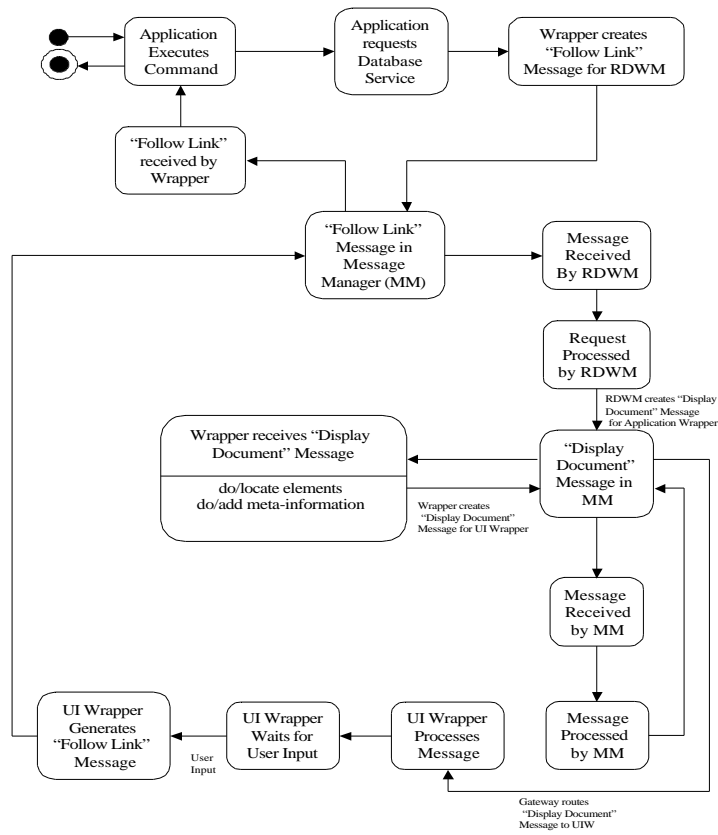 Application
Executes
Command
Application
requests
Database
Service
Wrapper creates
“Follow Link”
Message for RDWM
“Follow Link”
received by
Wrapper
“Follow Link”
Message in
Message
Manager (MM)
Message
Received
By RDWM
Request
Processed
by RDWM
RDWM creates “Display
Document” Message
for Application Wrapper
Wrapper receives “Display
Document” Message
do/locate elements
do/add meta-information
“Display
Document”
Message in
MM
Wrapper creates
“Display Document”
Message for UI Wrapper
Message
Received
by MM
UI Wrapper
Generates
“Follow Link”
Message
User
Input
UI Wrapper
Waits for
User Input
UI Wrapper
Processes
Message
Message
Processed
by MM
Gateway routes
“Display Document”
Message to UIW